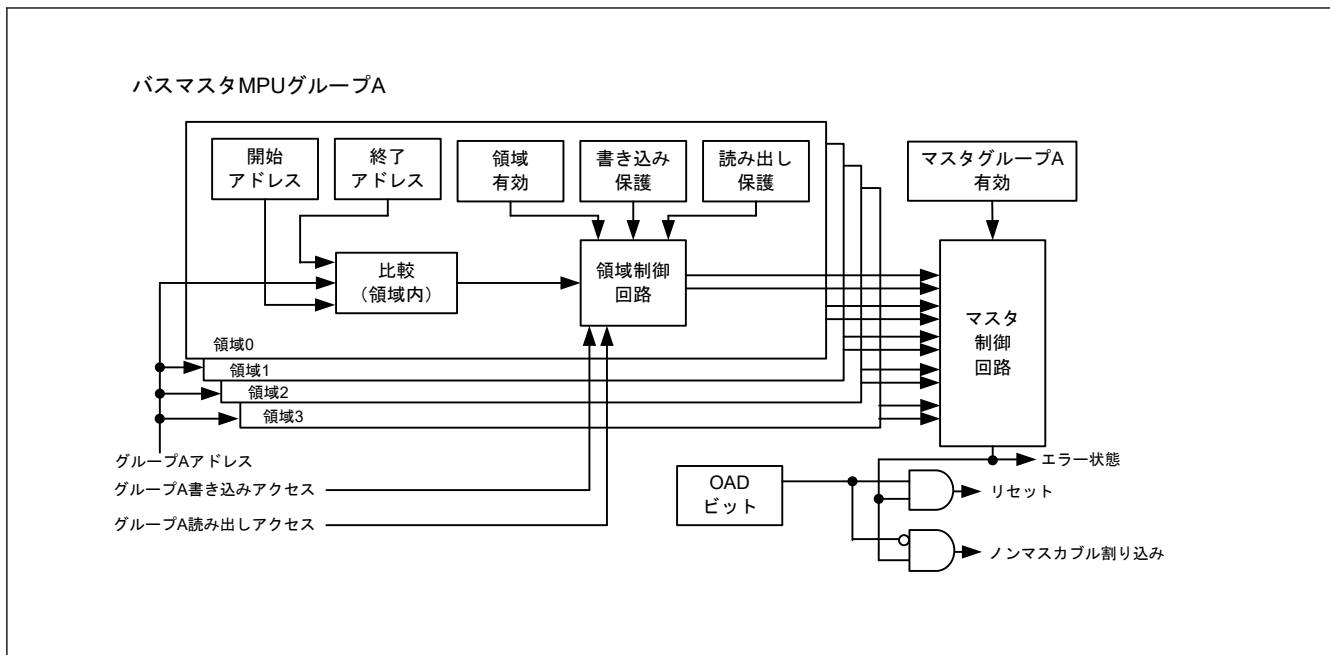 バスマスタMPUグループA
開始
アドレス
終了
アドレス
領域
有効
書き込み
保護
読み出し
保護
マスタグループA
有効
比較
（領域内）
領域制御
回路
マスタ
制御
回路
領域0
領域1
領域2
領域3
グループAアドレス
グループA書き込みアクセス
グループA読み出しアクセス
OAD
ビット
エラー状態
リセット
ノンマスカブル割り込み